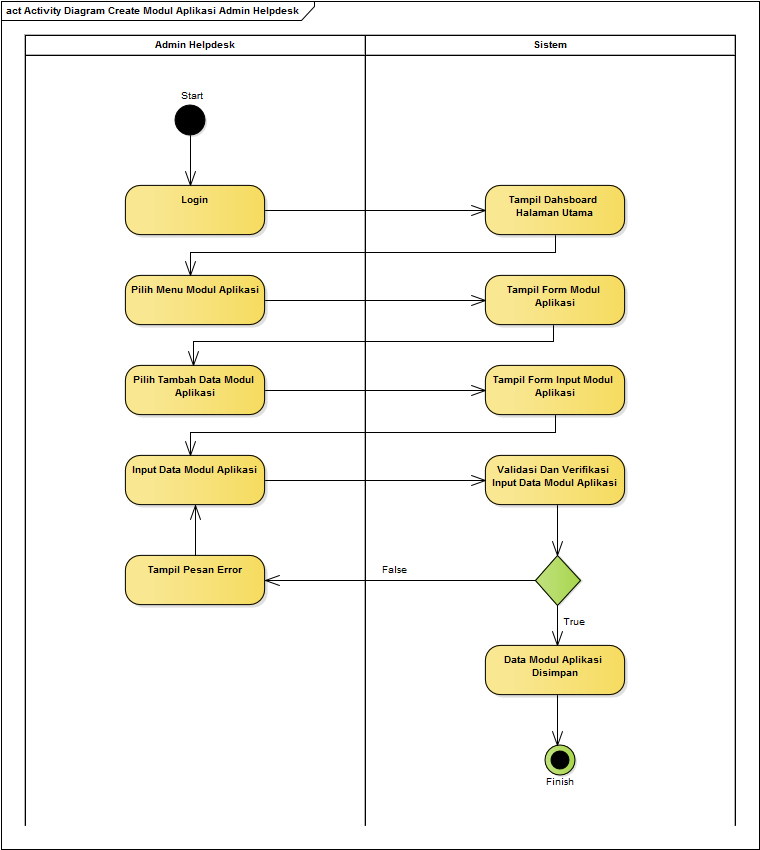 act Activity Diagram Create Modul Aplikasi Admin Helpdesk
Admin Helpdesk
Sistem
Start
Login
Tampil Dahsboard
Halaman Utama
Pilih Menu Modul Aplikasi
Tampil Form Modul
Aplikasi
Pilih Tambah Data Modul
Aplikasi
Tampil Form Input Modul
Aplikasi
Input Data Modul Aplikasi
Validasi Dan Verifikasi
Input Data Modul Aplikasi
Tampil Pesan Error
False
True
Data Modul Aplikasi
Disimpan
Finish